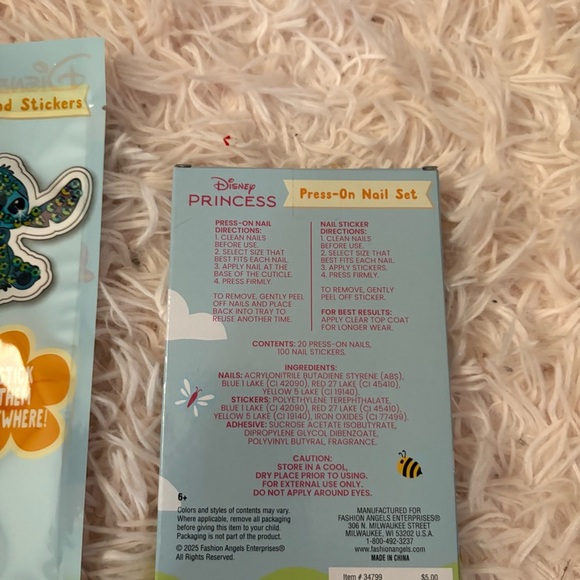 nd Stickers
STICK
THEM
YWHERE!
Disney
PRINCESS
Press-On Nail Set
PRESS-ON NAIL
DIRECTIONS:
1. CLEAN NAILS
BEFORE USE.
2. SELECT SIZE THAT
BEST FITS EACH NAIL.
3. APPLY NAIL AT THE
BASE OF THE CUTICLE.
4. PRESS FIRMLY.
TO REMOVE, GENTLY PEEL
OFF NAILS AND PLACE
BACK INTO TRAY TO
REUSE ANOTHER TIME.
NAIL STICKER
DIRECTIONS:
1. CLEAN NAILS
BEFORE USE.
2. SELECT SIZE THAT
BEST FITS EACH NAIL.
3. APPLY STICKERS.
4. PRESS FIRMLY.
TO REMOVE, GENTLY
PEEL OFF STICKER.
FOR BEST RESULTS:
APPLY CLEAR TOP COAT
FOR LONGER WEAR.
CONTENTS: 20 PRESS-ON NAILS,
100 NAIL STICKERS.
INGREDIENTS:
NAILS: ACRYLONITRILE BUTADIENE STYRENE (ABS),
BLUE 1 LAKE (CI 42090), RED 27 LAKE (CI 45410),
YELLOW 5 LAKE (CI 19140).
STICKERS: POLYETHYLENE TEREPHTHALATE,
BLUE 1 LAKE (CI 42090), RED 27 LAKE (CI 45410),
YELLOW 5 LAKE (CI 19140), IRON OXIDES (CI 77499).
ADHESIVE: SUCROSE ACETATE ISOBUTYRATE,
DIPROPYLENE GLYCOL DIBENZOATE,
POLYVINYL BUTYRAL, FRAGRANCE.
CAUTION:
STORE IN A COOL,
DRY PLACE PRIOR TO USING.
FOR EXTERNAL USE ONLY.
DO NOT APPLY AROUND EYES.
6+
Colors and styles of contents may vary.
Where applicable, remove all packaging
before giving this item to your child.
Packaging is not part of the product.
© 2025 Fashion Angels Enterprises®
MANUFACTURED FOR
FASHION ANGELS ENTERPRISES®
306 N. MILWAUKEE STREET
MILWAUKEE, WI 53202 U.S.A.
1-800-492-3237
www.fashionangels.com
MADE IN CHINA
Item # 34799 $5.00